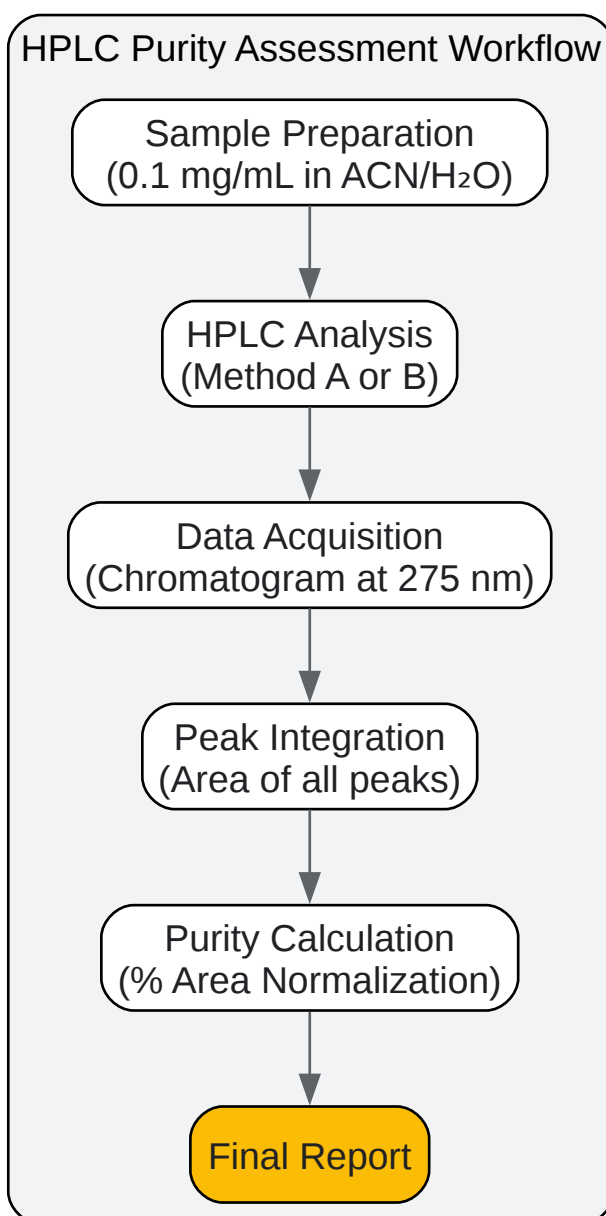 HPLC Purity Assessment Workflow
Sample Preparation
(0.1 mg/mL in ACN/H₂O)
HPLC Analysis
(Method A or B)
Data Acquisition
(Chromatogram at 275 nm)
Peak Integration
(Area of all peaks)
Purity Calculation
(% Area Normalization)
Final Report